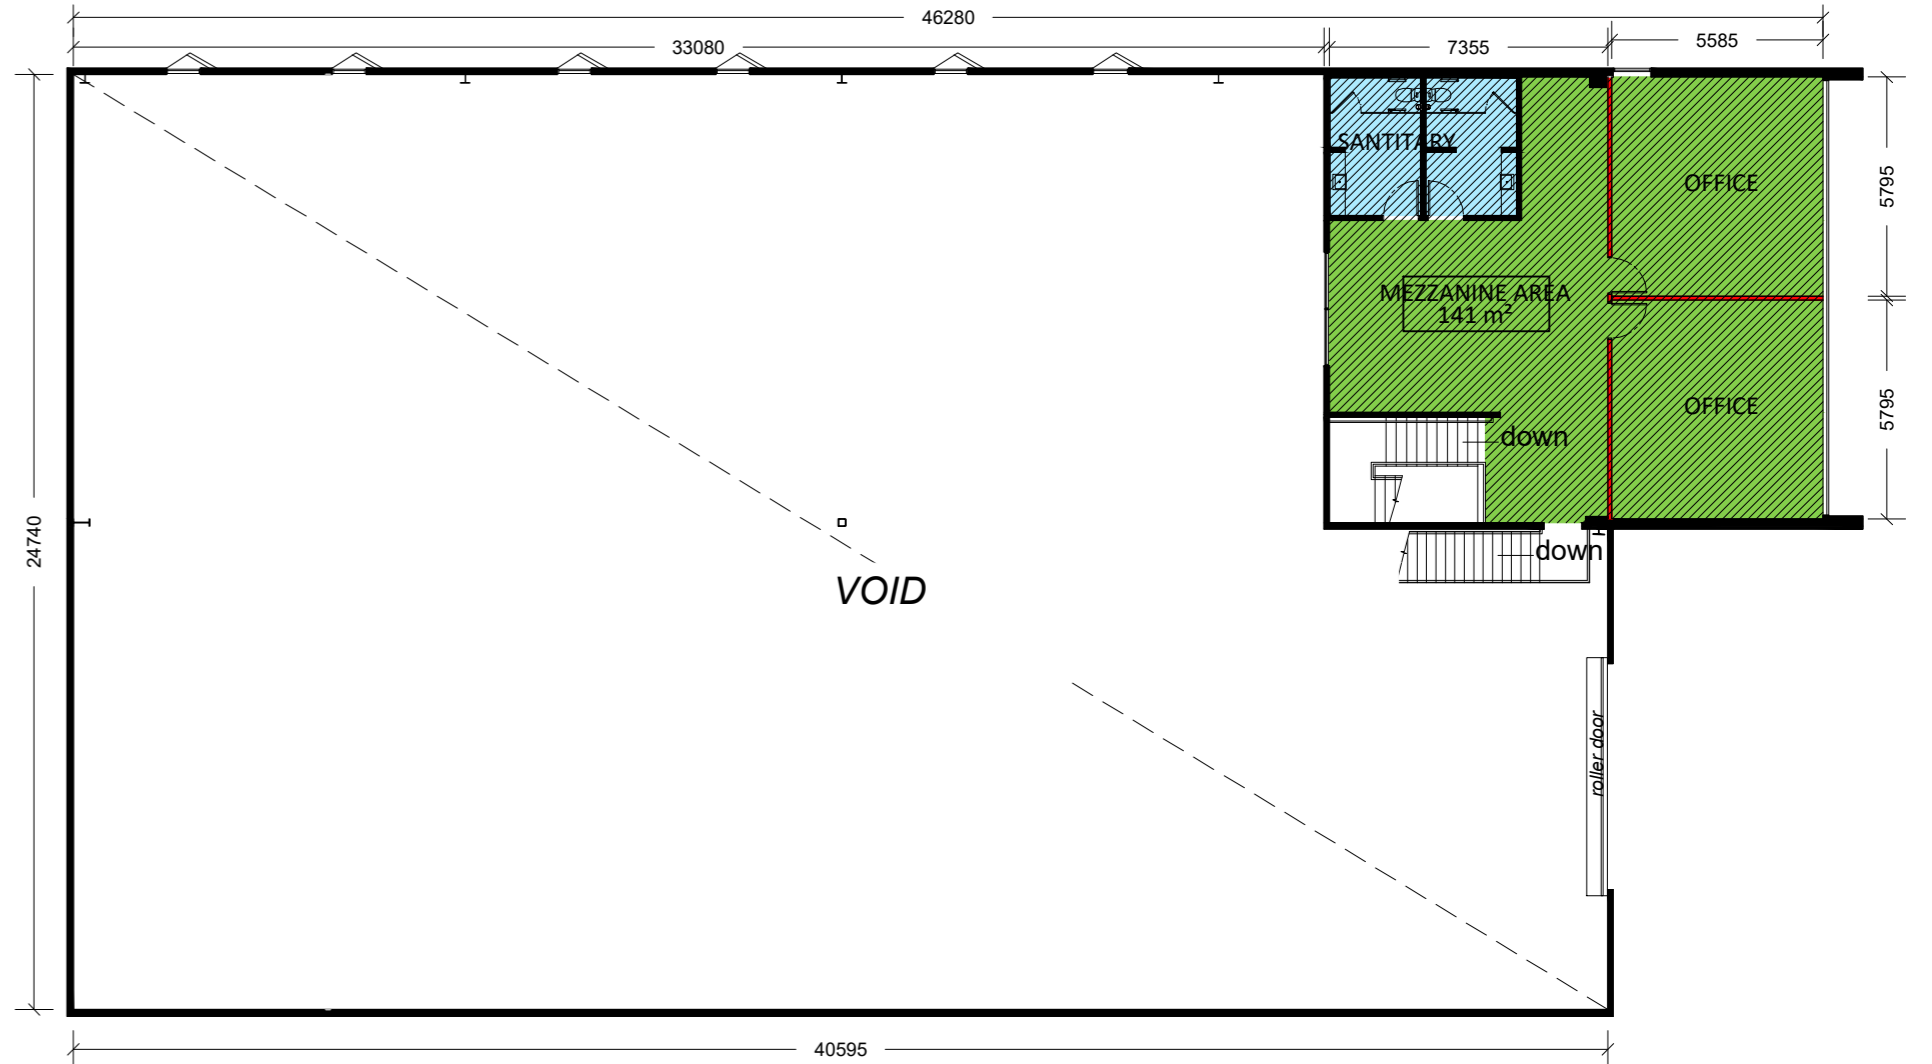 46280
33080
7355
5585
SANTITARY
OFFICE
5795
MEZZANINE AREA
141 m²
OFFICE
5795
down
24740
down
VOID
roller door
40595